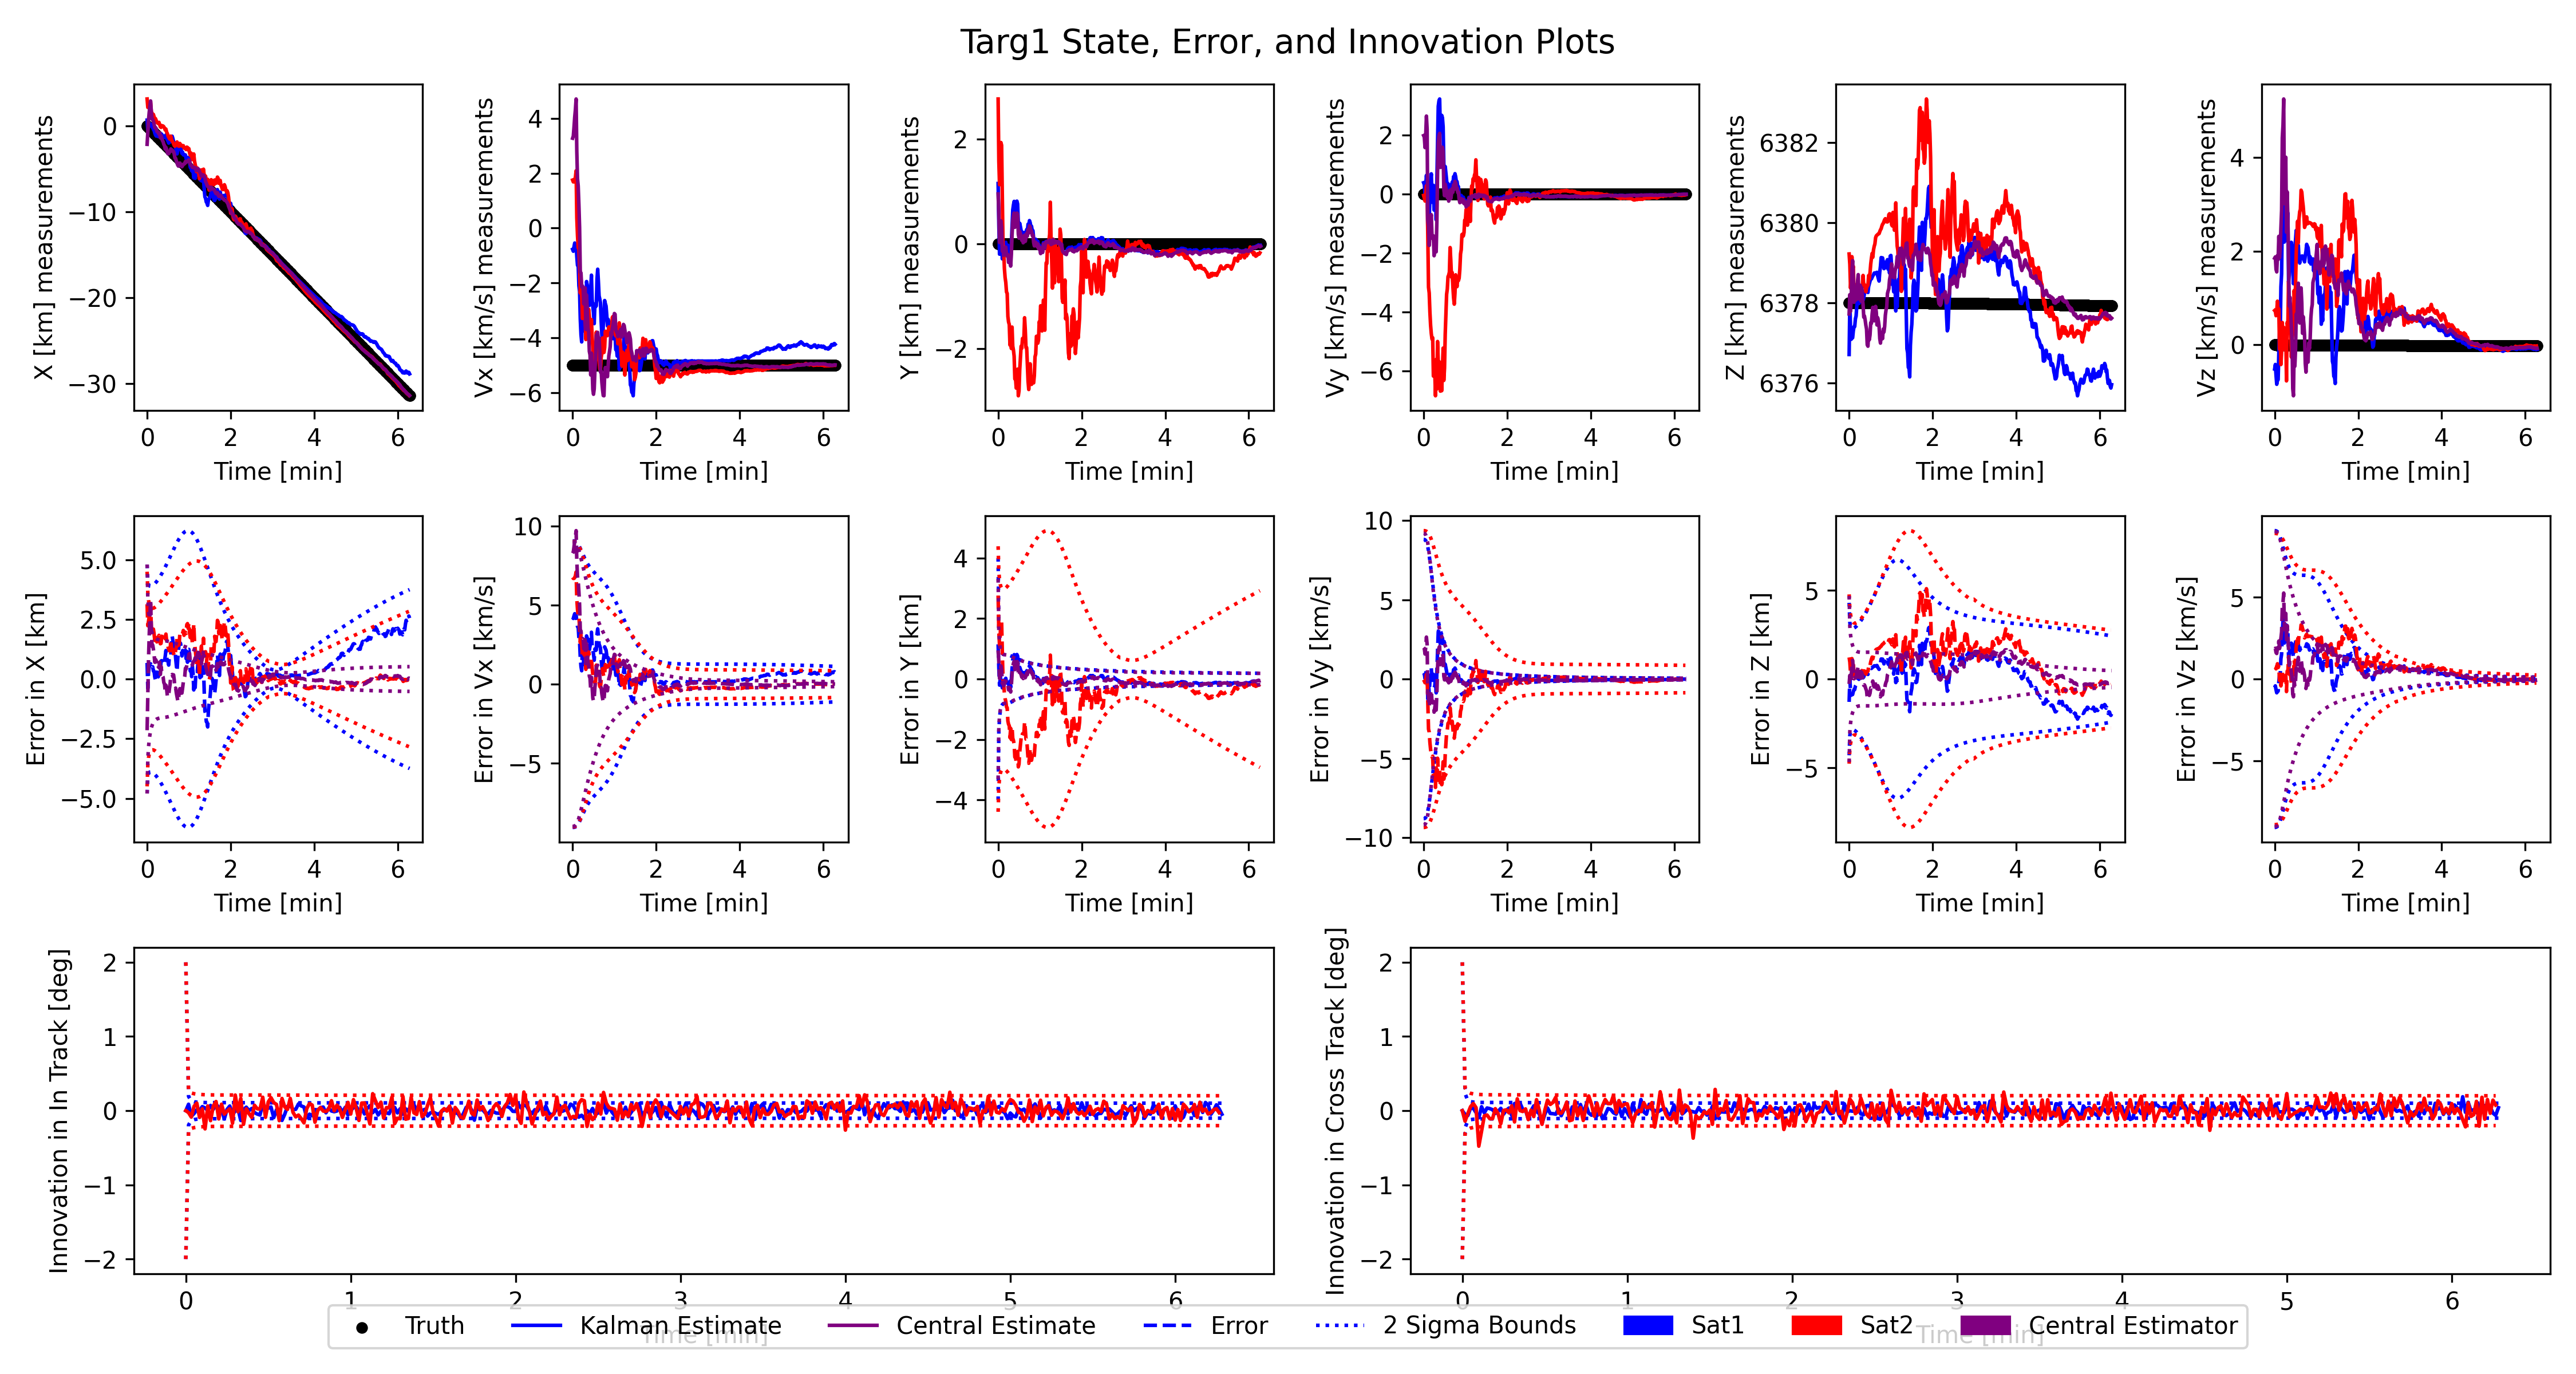 Targ1 State, Error, and Innovation Plots
X [km] measurements
0
−10
−20
−30
0 2 4 6
Time [min]
Vx [km/s] measurements
4
2
0
−2
−4
−6
0 2 4 6
Time [min]
Y [km] measurements
2
0
−2
0 2 4 6
Time [min]
Vy [km/s] measurements
2
0
−2
−4
−6
0 2 4 6
Time [min]
Z [km] measurements
6382
6380
6378
6376
0 2 4 6
Time [min]
Vz [km/s] measurements
4
2
0
0 2 4 6
Time [min]
Error in X [km]
5.0
2.5
0.0
−2.5
−5.0
0 2 4 6
Time [min]
Error in Vx [km/s]
10
5
0
−5
0 2 4 6
Time [min]
Error in Y [km]
4
2
0
−2
−4
0 2 4 6
Time [min]
Error in Vy [km/s]
10
5
0
−5
−10
0 2 4 6
Time [min]
Error in Z [km]
5
0
−5
0 2 4 6
Time [min]
Error in Vz [km/s]
5
0
−5
0 2 4 6
Time [min]
Innovation in In Track [deg]
2
1
0
−1
−2
0 1 2 3 4 5 6
Time [min]
Innovation in Cross Track [deg]
2
1
0
−1
−2
0 1 2 3 4 5 6
Time [min]
Truth Kalman Estimate Central Estimate Error 2 Sigma Bounds Sat1 Sat2 Central Estimator